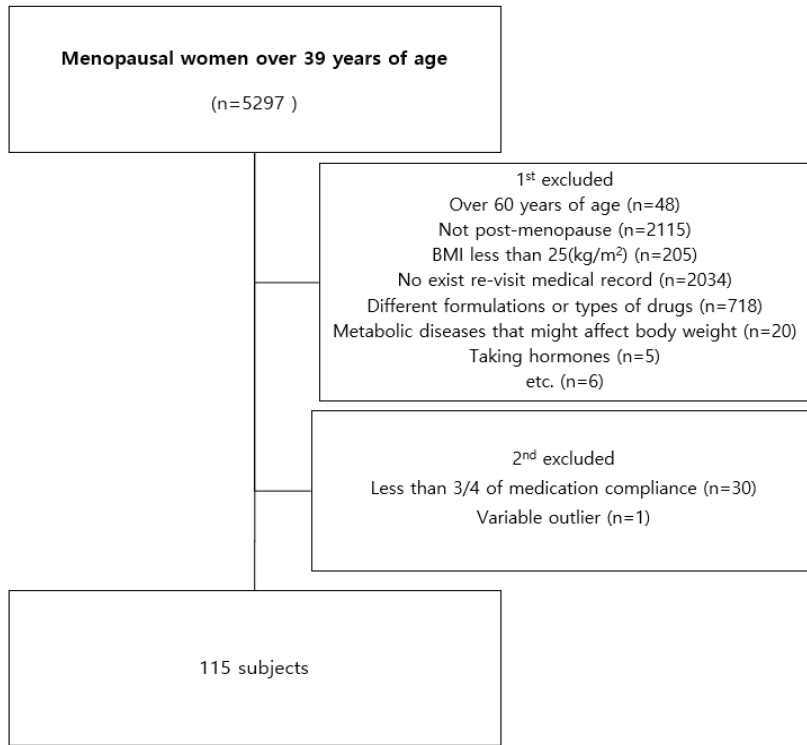 Menopausal women over 39 years of age
(n=5297 )
1st excluded
Over 60 years of age (n=48)
Not post-menopause (n=2115)
BMI less than 25(kg/m²) (n=205)
No exist re-visit medical record (n=2034)
Different formulations or types of drugs (n=718)
Metabolic diseases that might affect body weight (n=20)
Taking hormones (n=5)
etc. (n=6)
2nd excluded
Less than 3/4 of medication compliance (n=30)
Variable outlier (n=1)
115 subjects